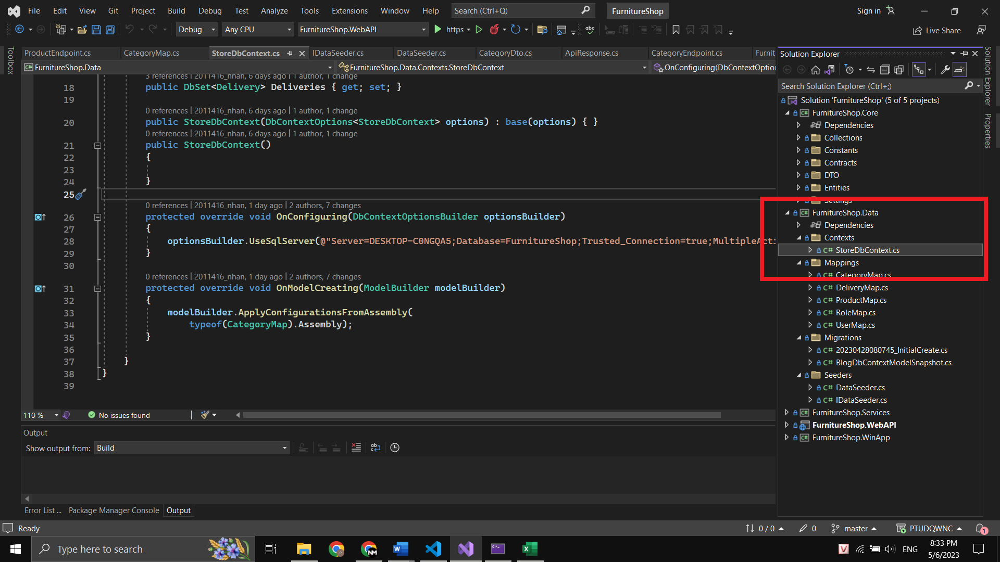 File Edit View Git Project Build Debug Test Analyze Tools Extensions Window Help Search (Ctrl+Q) FurnitureShop Sign in
Debug Any CPU FurnitureShop.WebAPI https Live Share
Toolbox
ProductEndpoint.cs CategoryMap.cs StoreDbContext.cs IDataSeeder.cs DataSeeder.cs CategoryDto.cs ApiResponse.cs CategoryEndpoint.cs Furnit
FurnitureShop.Data FurnitureShop.Data.Contexts.StoreDbContext OnConfiguring(DbContextOptio
3 references | 2011416_nhan, 6 days ago | 1 author, 1 change
18 public DbSet<Delivery> Deliveries { get; set; }
19
0 references | 2011416_nhan, 6 days ago | 1 author, 1 change
20 public StoreDbContext(DbContextOptions<StoreDbContext> options) : base(options) { }
0 references | 2011416_nhan, 6 days ago | 1 author, 1 change
21 public StoreDbContext()
22 {
23
24 }
25
0 references | 2011416_nhan, 1 day ago | 2 authors, 7 changes
26 protected override void OnConfiguring(DbContextOptionsBuilder optionsBuilder)
27 {
28 optionsBuilder.UseSqlServer(@"Server=DESKTOP-C0NGQA5;Database=FurnitureShop;Trusted_Connection=true;MultipleActi
29 }
30
0 references | 2011416_nhan, 1 day ago | 2 authors, 7 changes
31 protected override void OnModelCreating(ModelBuilder modelBuilder)
32 {
33 modelBuilder.ApplyConfigurationsFromAssembly(
34 typeof(CategoryMap).Assembly);
35 }
36
37 }
38 }
39
110 % No issues found
Output
Show output from: Build
Error List ... Package Manager Console Output
Solution Explorer
Search Solution Explorer (Ctrl+;)
Solution 'FurnitureShop' (5 of 5 projects)
FurnitureShop.Core
Dependencies
Collections
Constants
Contracts
DTO
Entities
Settings
FurnitureShop.Data
Dependencies
Contexts
C# StoreDbContext.cs
Mappings
C# CategoryMap.cs
C# DeliveryMap.cs
C# ProductMap.cs
C# RoleMap.cs
C# UserMap.cs
Migrations
C# 20230428080745_InitialCreate.cs
C# BlogDbContextModelSnapshot.cs
Seeders
C# DataSeeder.cs
C# IDataSeeder.cs
FurnitureShop.Services
FurnitureShop.WebAPI
FurnitureShop.WinApp
Solution Explorer
Properties
Ready 0 / 0 0 master PTUDQWNC 1
Type here to search ENG 8:33 PM
5/6/2023